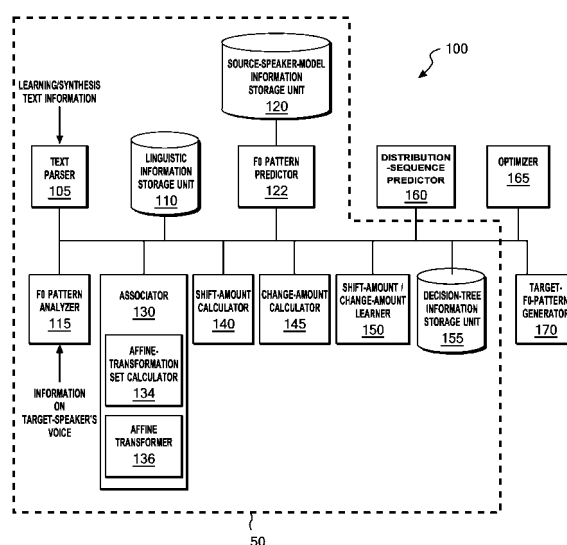 100
SOURCE-SPEAKER-MODEL
INFORMATION
STORAGE UNIT
120
LEARNING/SYNTHESIS
TEXT INFORMATION
TEXT
PARSER
105
LINGUISTIC
INFORMATION
STORAGE UNIT
110
F0 PATTERN
PREDICTOR
122
DISTRIBUTION
-SEQUENCE
PREDICTOR
160
OPTIMIZER
165
F0 PATTERN
ANALYZER
115
ASSOCIATOR
130
AFFINE-
TRANSFORMATION
SET CALCULATOR
134
AFFINE
TRANSFORMER
136
SHIFT-AMOUNT
CALCULATOR
140
CHANGE-AMOUNT
CALCULATOR
145
SHIFT-AMOUNT /
CHANGE-AMOUNT
LEARNER
150
DECISION-TREE
INFORMATION
STORAGE UNIT
155
TARGET-
F0-PATTERN
GENERATOR
170
INFORMATION
ON
TARGET-SPEAKER'S
VOICE
50